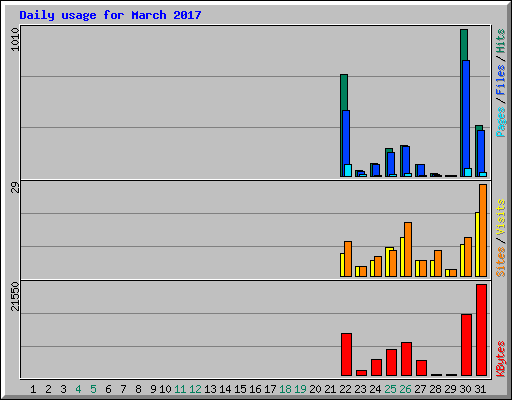 Daily usage for March 2017
1010
Pages/Files/Hits
29
Sites/Visits
21550
KBytes
1 2 3 4 5 6 7 8 9 10 11 12 13 14 15 16 17 18 19 20 21 22 23 24 25 26 27 28 29 30 31